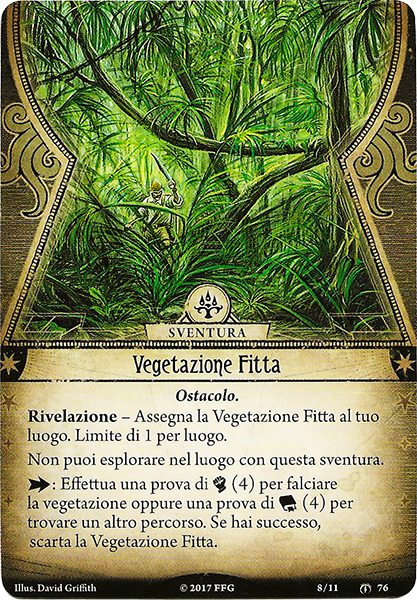 SVENTURA
Vegetazione Fitta
Ostacolo.
Rivelazione – Assegna la Vegetazione Fitta al tuo
luogo. Limite di 1 per luogo.
Non puoi esplorare nel luogo con questa sventura.
: Effettua una prova di (4) per falciare
la vegetazione oppure una prova di (4) per
trovare un altro percorso. Se hai successo,
scarta la Vegetazione Fitta.
Illus. David Griffith © 2017 FFG 8/11 76